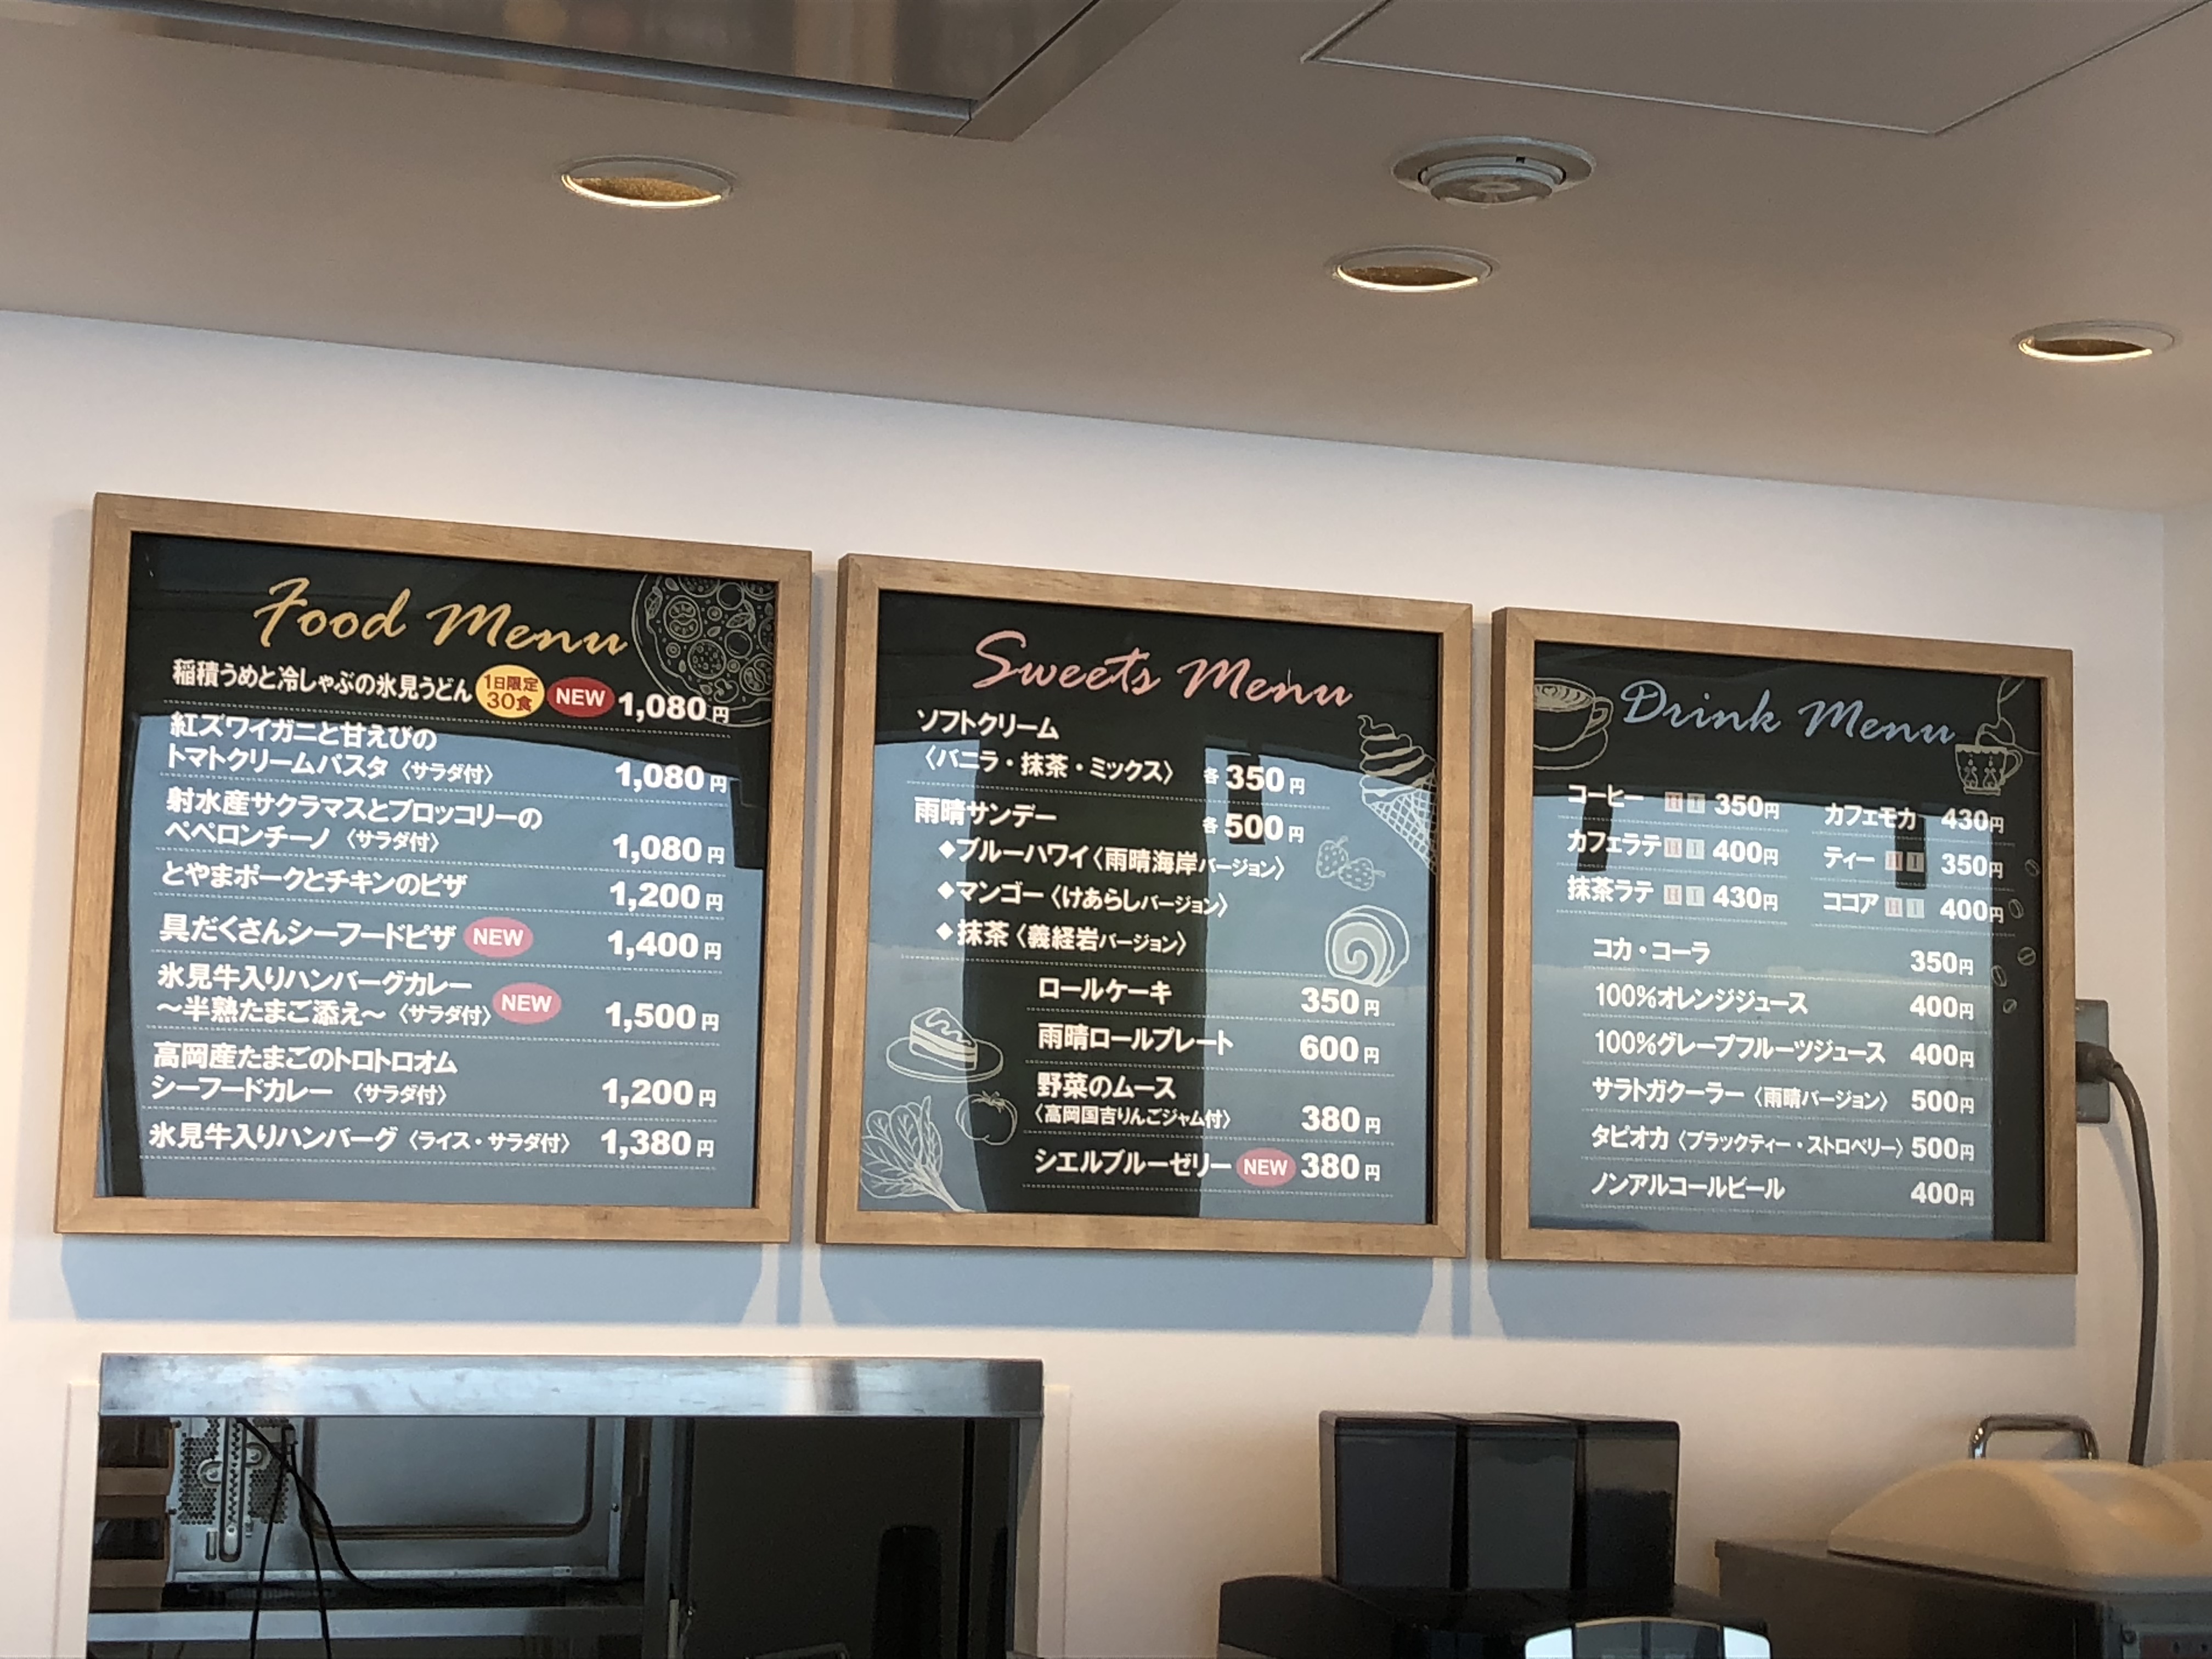 Food Menu
稲積うめと冷しゃぶの氷見うどん 1日限定 30食 NEW 1,080円
紅ズワイガニと甘えびの
トマトクリームパスタ〈サラダ付〉 1,080円
射水産サクラマスとブロッコリーの
ペペロンチーノ〈サラダ付〉 1,080円
とやまポークとチキンのピザ 1,200円
具だくさんシーフードピザ NEW 1,400円
氷見牛入りハンバーグカレー
～半熟たまご添え～〈サラダ付〉 NEW 1,500円
高岡産たまごのトロトロオム
シーフードカレー〈サラダ付〉 1,200円
氷見牛入りハンバーグ〈ライス・サラダ付〉 1,380円
Sweets Menu
ソフトクリーム
〈バニラ・抹茶・ミックス〉 各350円
雨晴サンデー 各500円
◆ブルーハワイ〈雨晴海岸バージョン〉
◆マンゴー〈けあらしバージョン〉
◆抹茶〈義経岩バージョン〉
ロールケーキ 350円
雨晴ロールプレート 600円
野菜のムース
〈高岡国吉りんごジャム付〉 380円
シエルブルーゼリー NEW 380円
Drink Menu
コーヒー H I 350円 カフェモカ 430円
カフェラテ H I 400円 ティー H I 350円
抹茶ラテ H I 430円 ココア H I 400円
コカ・コーラ 350円
100%オレンジジュース 400円
100%グレープフルーツジュース 400円
サラトガクーラー〈雨晴バージョン〉 500円
タピオカ〈ブラックティー・ストロベリー〉 500円
ノンアルコールビール 400円